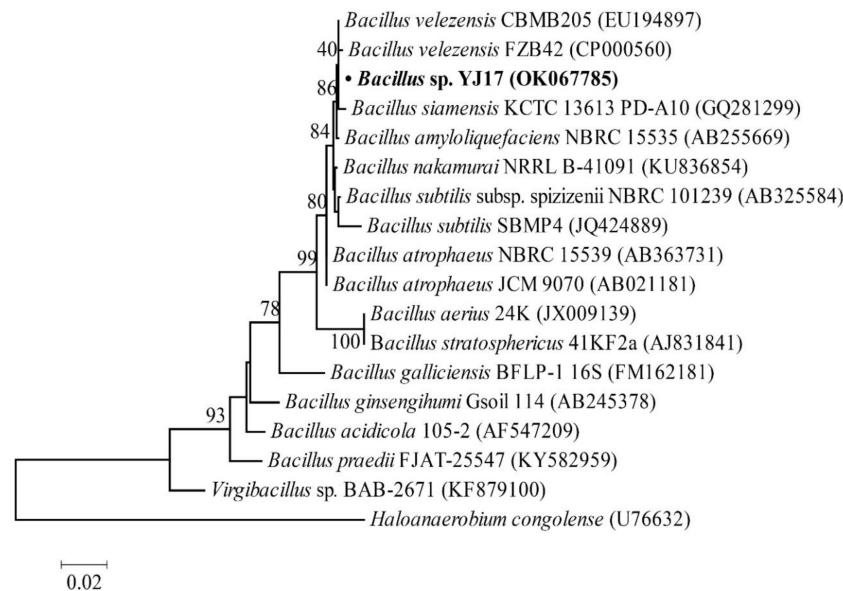 Bacillus velezensis CBMB205 (EU194897)
40
Bacillus velezensis FZB42 (CP000560)
• Bacillus sp. YJ17 (OK067785)
86
Bacillus siamensis KCTC 13613 PD-A10 (GQ281299)
84
Bacillus amyloliquefaciens NBRC 15535 (AB255669)
Bacillus nakamurai NRRL B-41091 (KU836854)
80
Bacillus subtilis subsp. spizizenii NBRC 101239 (AB325584)
Bacillus subtilis SBMP4 (JQ424889)
99
Bacillus atrophaeus NBRC 15539 (AB363731)
Bacillus atrophaeus JCM 9070 (AB021181)
78
Bacillus aerius 24K (JX009139)
100
Bacillus stratosphericus 41KF2a (AJ831841)
Bacillus galliciensis BFLP-1 16S (FM162181)
Bacillus ginsengihumi Gsoil 114 (AB245378)
93
Bacillus acidicola 105-2 (AF547209)
Bacillus praedii FJAT-25547 (KY582959)
Virgibacillus sp. BAB-2671 (KF879100)
Haloanaerobium congolense (U76632)
0.02